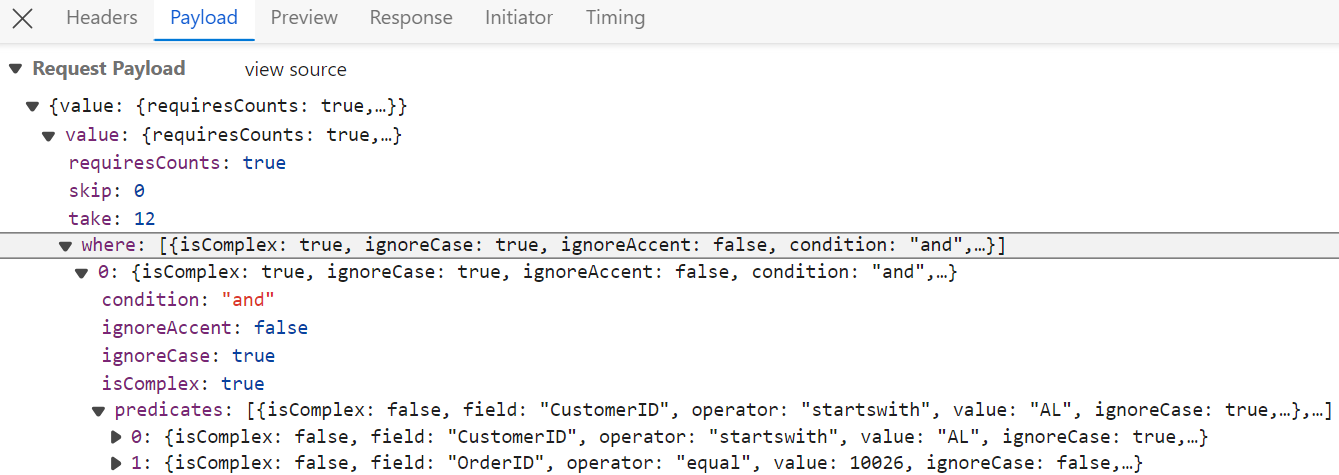 Headers Payload Preview Response Initiator Timing
Request Payload view source
{value: {requiresCounts: true,…}}
value: {requiresCounts: true,…}
requiresCounts: true
skip: 0
take: 12
where: [{isComplex: true, ignoreCase: true, ignoreAccent: false, condition: "and",…}]
0: {isComplex: true, ignoreCase: true, ignoreAccent: false, condition: "and",…}
condition: "and"
ignoreAccent: false
ignoreCase: true
isComplex: true
predicates: [{isComplex: false, field: "CustomerID", operator: "startswith", value: "AL", ignoreCase: true,…},…]
0: {isComplex: false, field: "CustomerID", operator: "startswith", value: "AL", ignoreCase: true,…}
1: {isComplex: false, field: "OrderID", operator: "equal", value: 10026, ignoreCase: false,…}